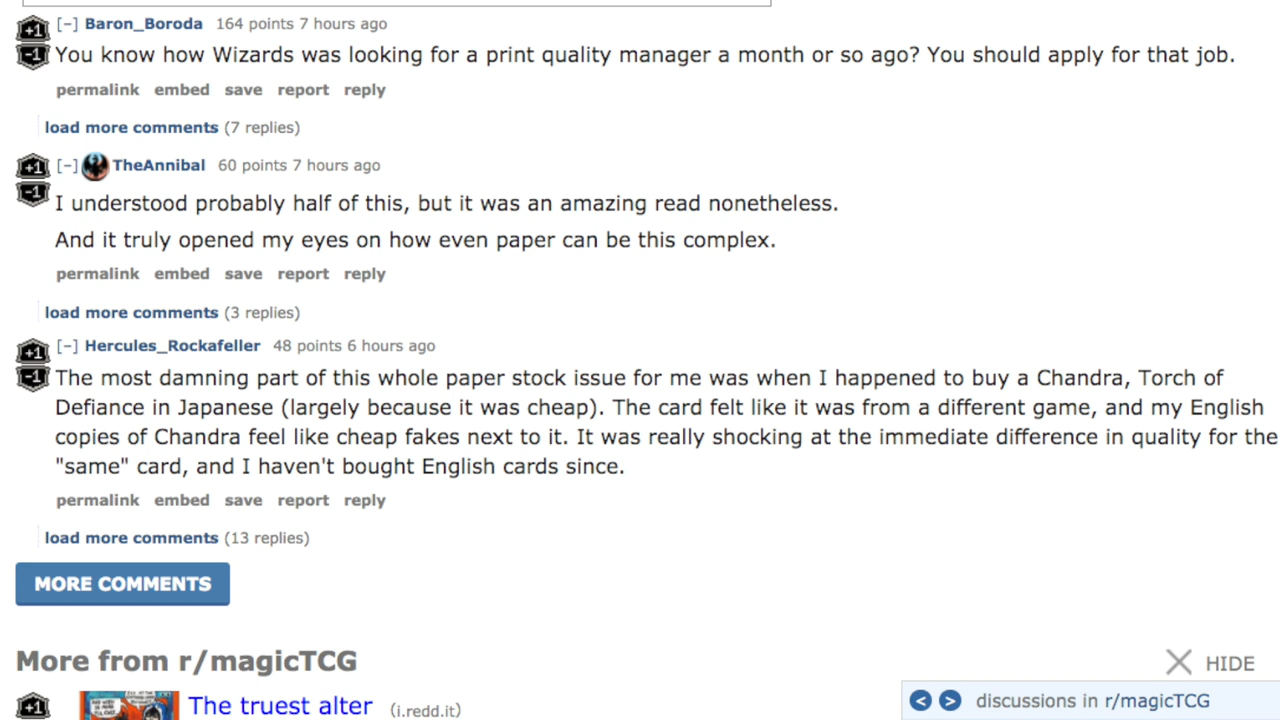 +1 [–] Baron_Boroda 164 points 7 hours ago
-1 You know how Wizards was looking for a print quality manager a month or so ago? You should apply for that job.
permalink embed save report reply
load more comments (7 replies)
+1 [–] TheAnnibal 60 points 7 hours ago
-1 I understood probably half of this, but it was an amazing read nonetheless.
And it truly opened my eyes on how even paper can be this complex.
permalink embed save report reply
load more comments (3 replies)
+1 [–] Hercules_Rockafeller 48 points 6 hours ago
-1 The most damning part of this whole paper stock issue for me was when I happened to buy a Chandra, Torch of
Defiance in Japanese (largely because it was cheap). The card felt like it was from a different game, and my English
copies of Chandra feel like cheap fakes next to it. It was really shocking at the immediate difference in quality for the
"same" card, and I haven't bought English cards since.
permalink embed save report reply
load more comments (13 replies)
MORE COMMENTS
More from r/magicTCG
HIDE
+1 The truest alter (i.redd.it)
< > discussions in r/magicTCG